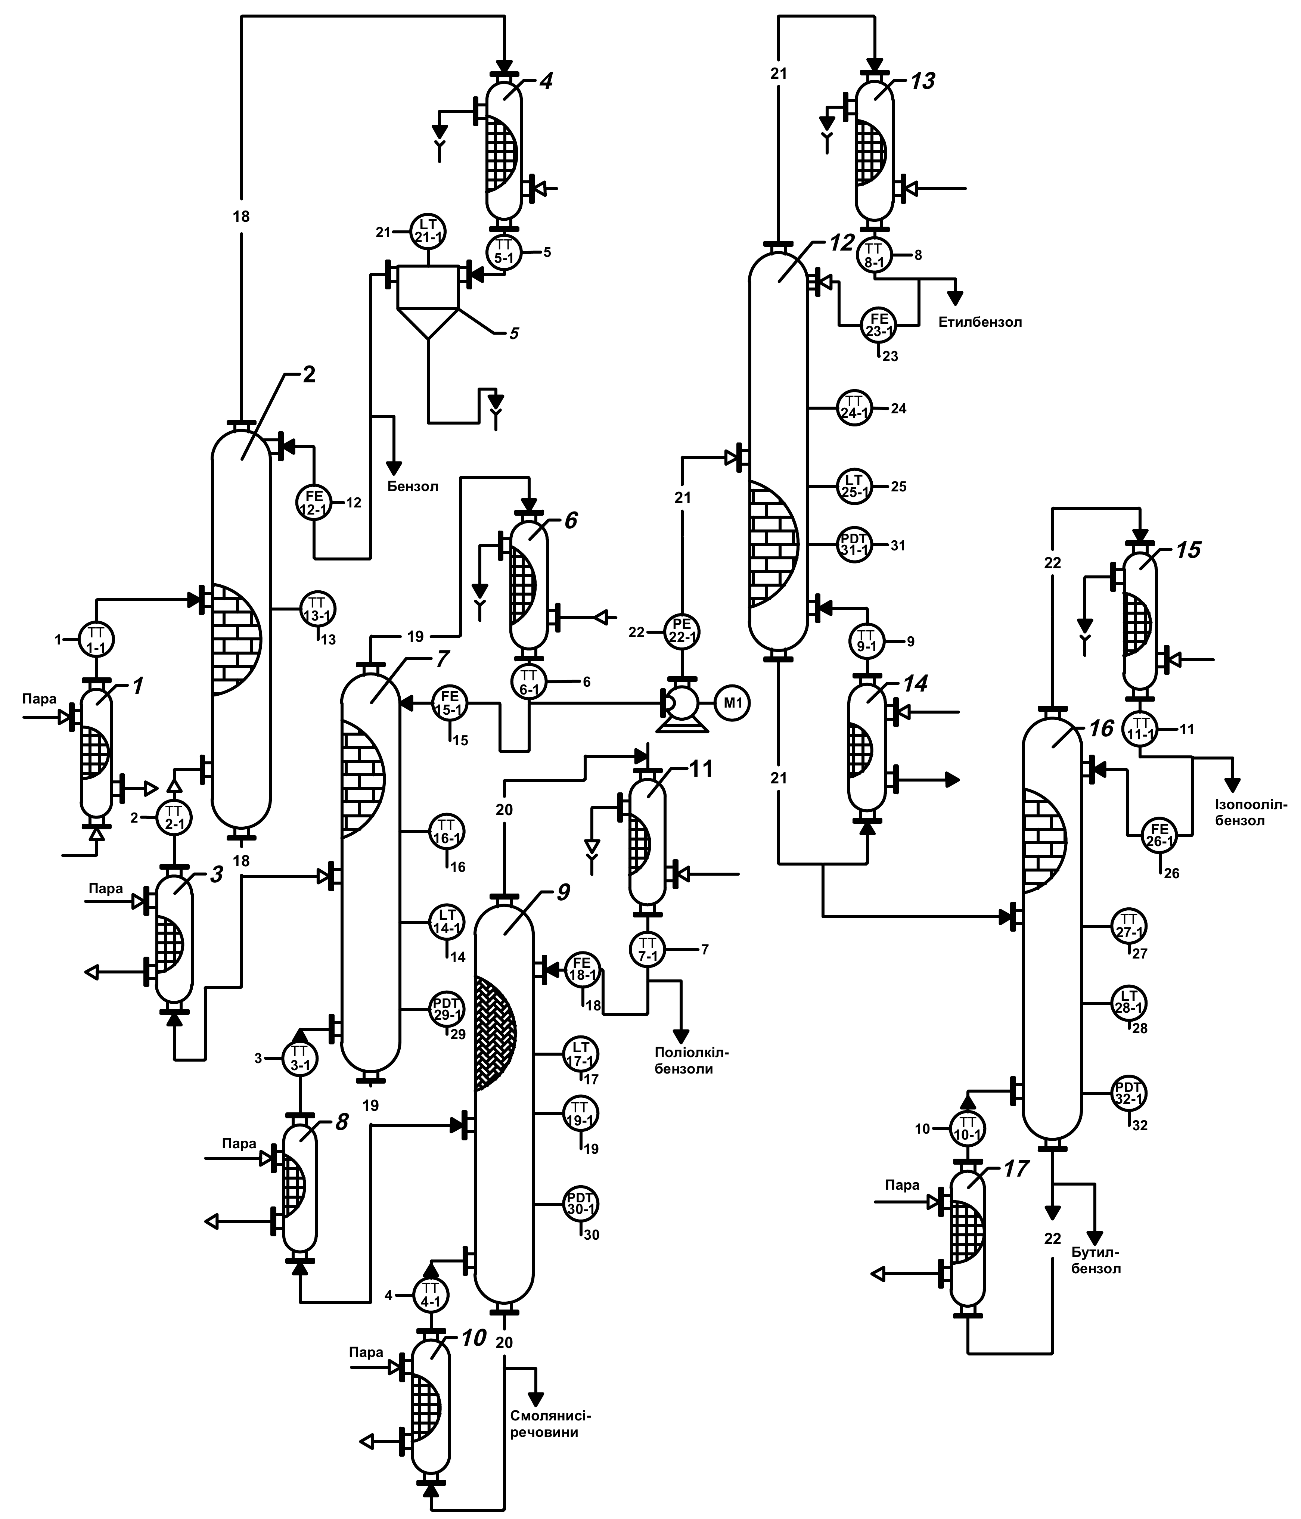 18
4
LT
21-1
21
TT
5-1
5
5
2
FE
12-1
12
Бензол
TT
13-1
13
TT
1-1
1
1
Пара
TT
2-1
2
18
3
Пара
19
6
TT
6-1
6
7
FE
15-1
15
TT
16-1
16
LT
14-1
14
PDT
29-1
29
TT
3-1
3
19
8
Пара
20
11
TT
7-1
7
9
FE
18-1
18
Поліолкіл-
бензоли
LT
17-1
17
TT
19-1
19
PDT
30-1
30
TT
4-1
4
20
10
Пара
Смолянисі-
речовини
21
13
TT
8-1
8
12
FE
23-1
23
Етилбензол
TT
24-1
24
LT
25-1
25
PDT
31-1
31
21
PE
22-1
22
M1
TT
9-1
9
14
21
22
15
TT
11-1
11
16
FE
26-1
26
Ізопооліл-
бензол
TT
27-1
27
LT
28-1
28
PDT
32-1
32
TT
10-1
10
17
Пара
22
Бутил-
бензол